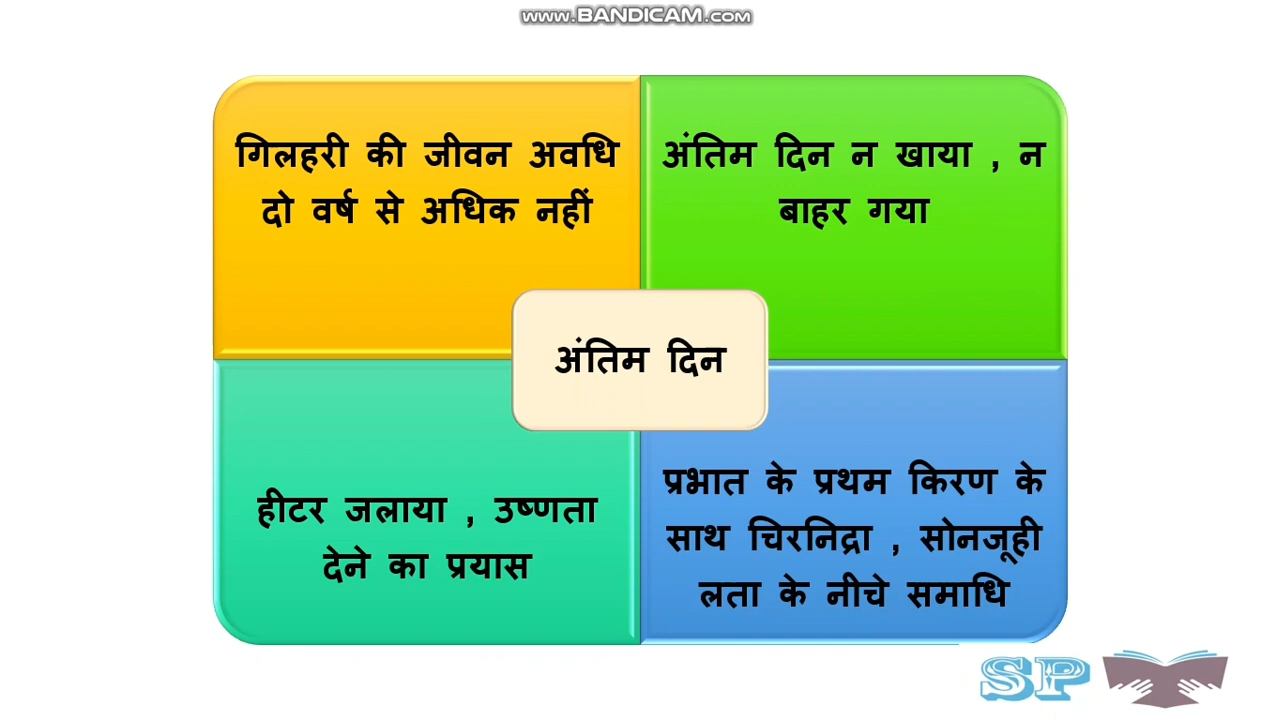 www.BANDICAM.com
गिलहरी की जीवन अवधि
दो वर्ष से अधिक नहीं
अंतिम दिन न खाया , न
बाहर गया
अंतिम दिन
हीटर जलाया , उष्णता
देने का प्रयास
प्रभात के प्रथम किरण के
साथ चिरनिद्रा , सोनजूही
लता के नीचे समाधि
SP